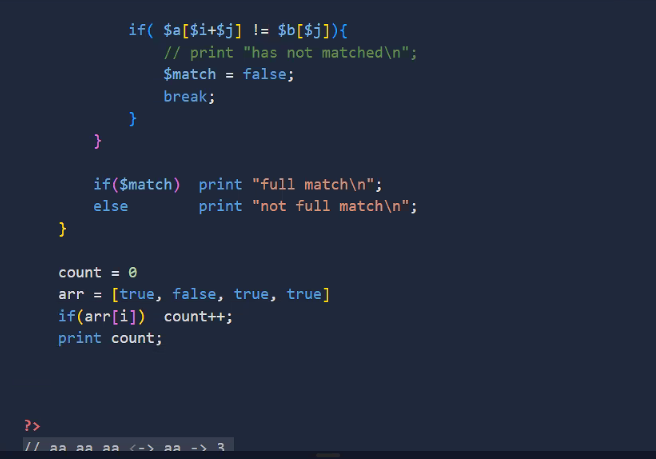 if( $a[$i+$j] != $b[$j]){
// print "has not matched\n";
$match = false;
break;
}
}
if($match)  print "full match\n";
else        print "not full match\n";
}
count = 0
arr = [true, false, true, true]
if(arr[i])  count++;
print count;
?>
// aa aa aa <-> aa -> 3